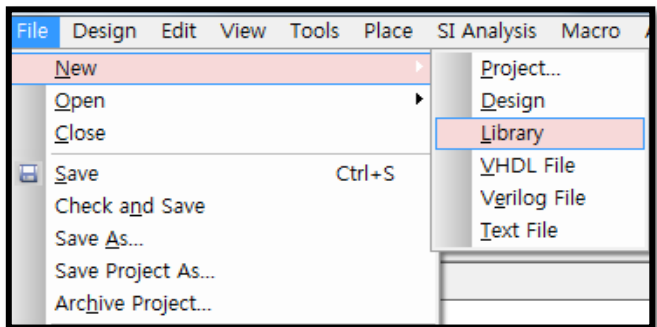 File Design Edit View Tools Place SI Analysis Macro
New
Open
Close
Save Ctrl+S
Check and Save
Save As...
Save Project As...
Archive Project...
Project...
Design
Library
VHDL File
Verilog File
Text File